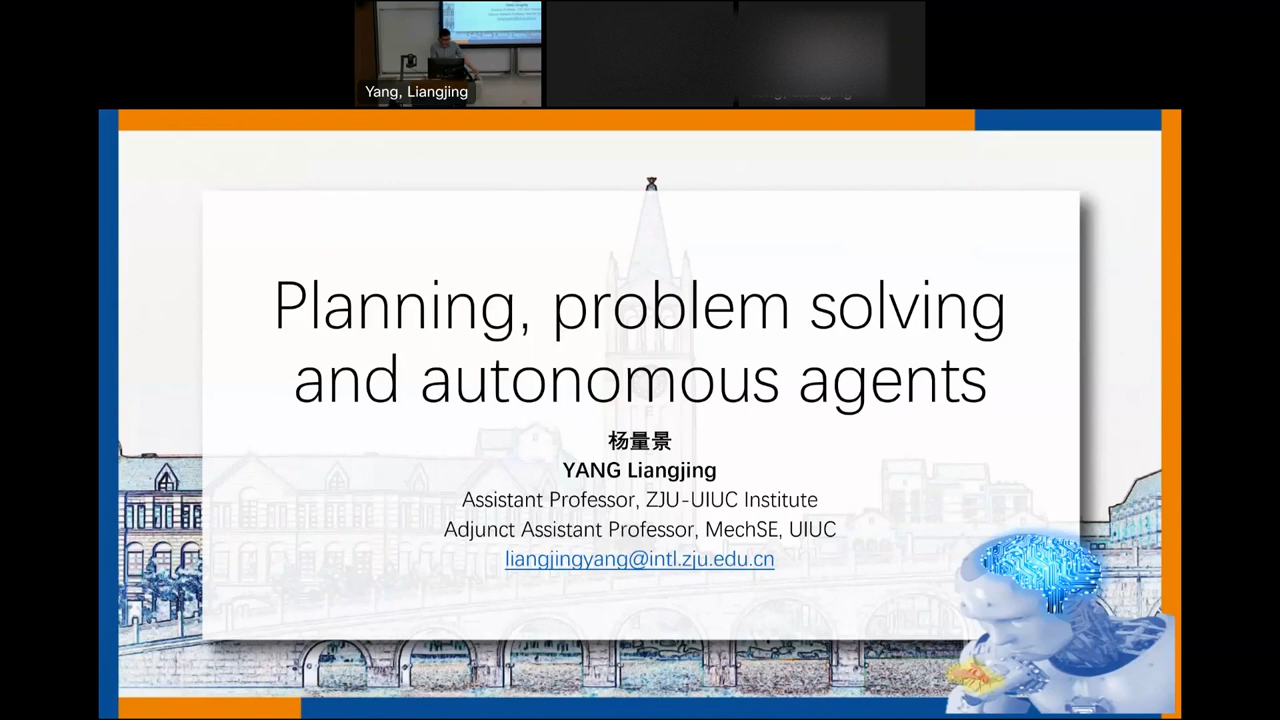 Yang, Liangjing
Planning, problem solving
and autonomous agents
杨量景
YANG Liangjing
Assistant Professor, ZJU-UIUC Institute
Adjunct Assistant Professor, MechSE, UIUC
liangjingyang@intl.zju.edu.cn